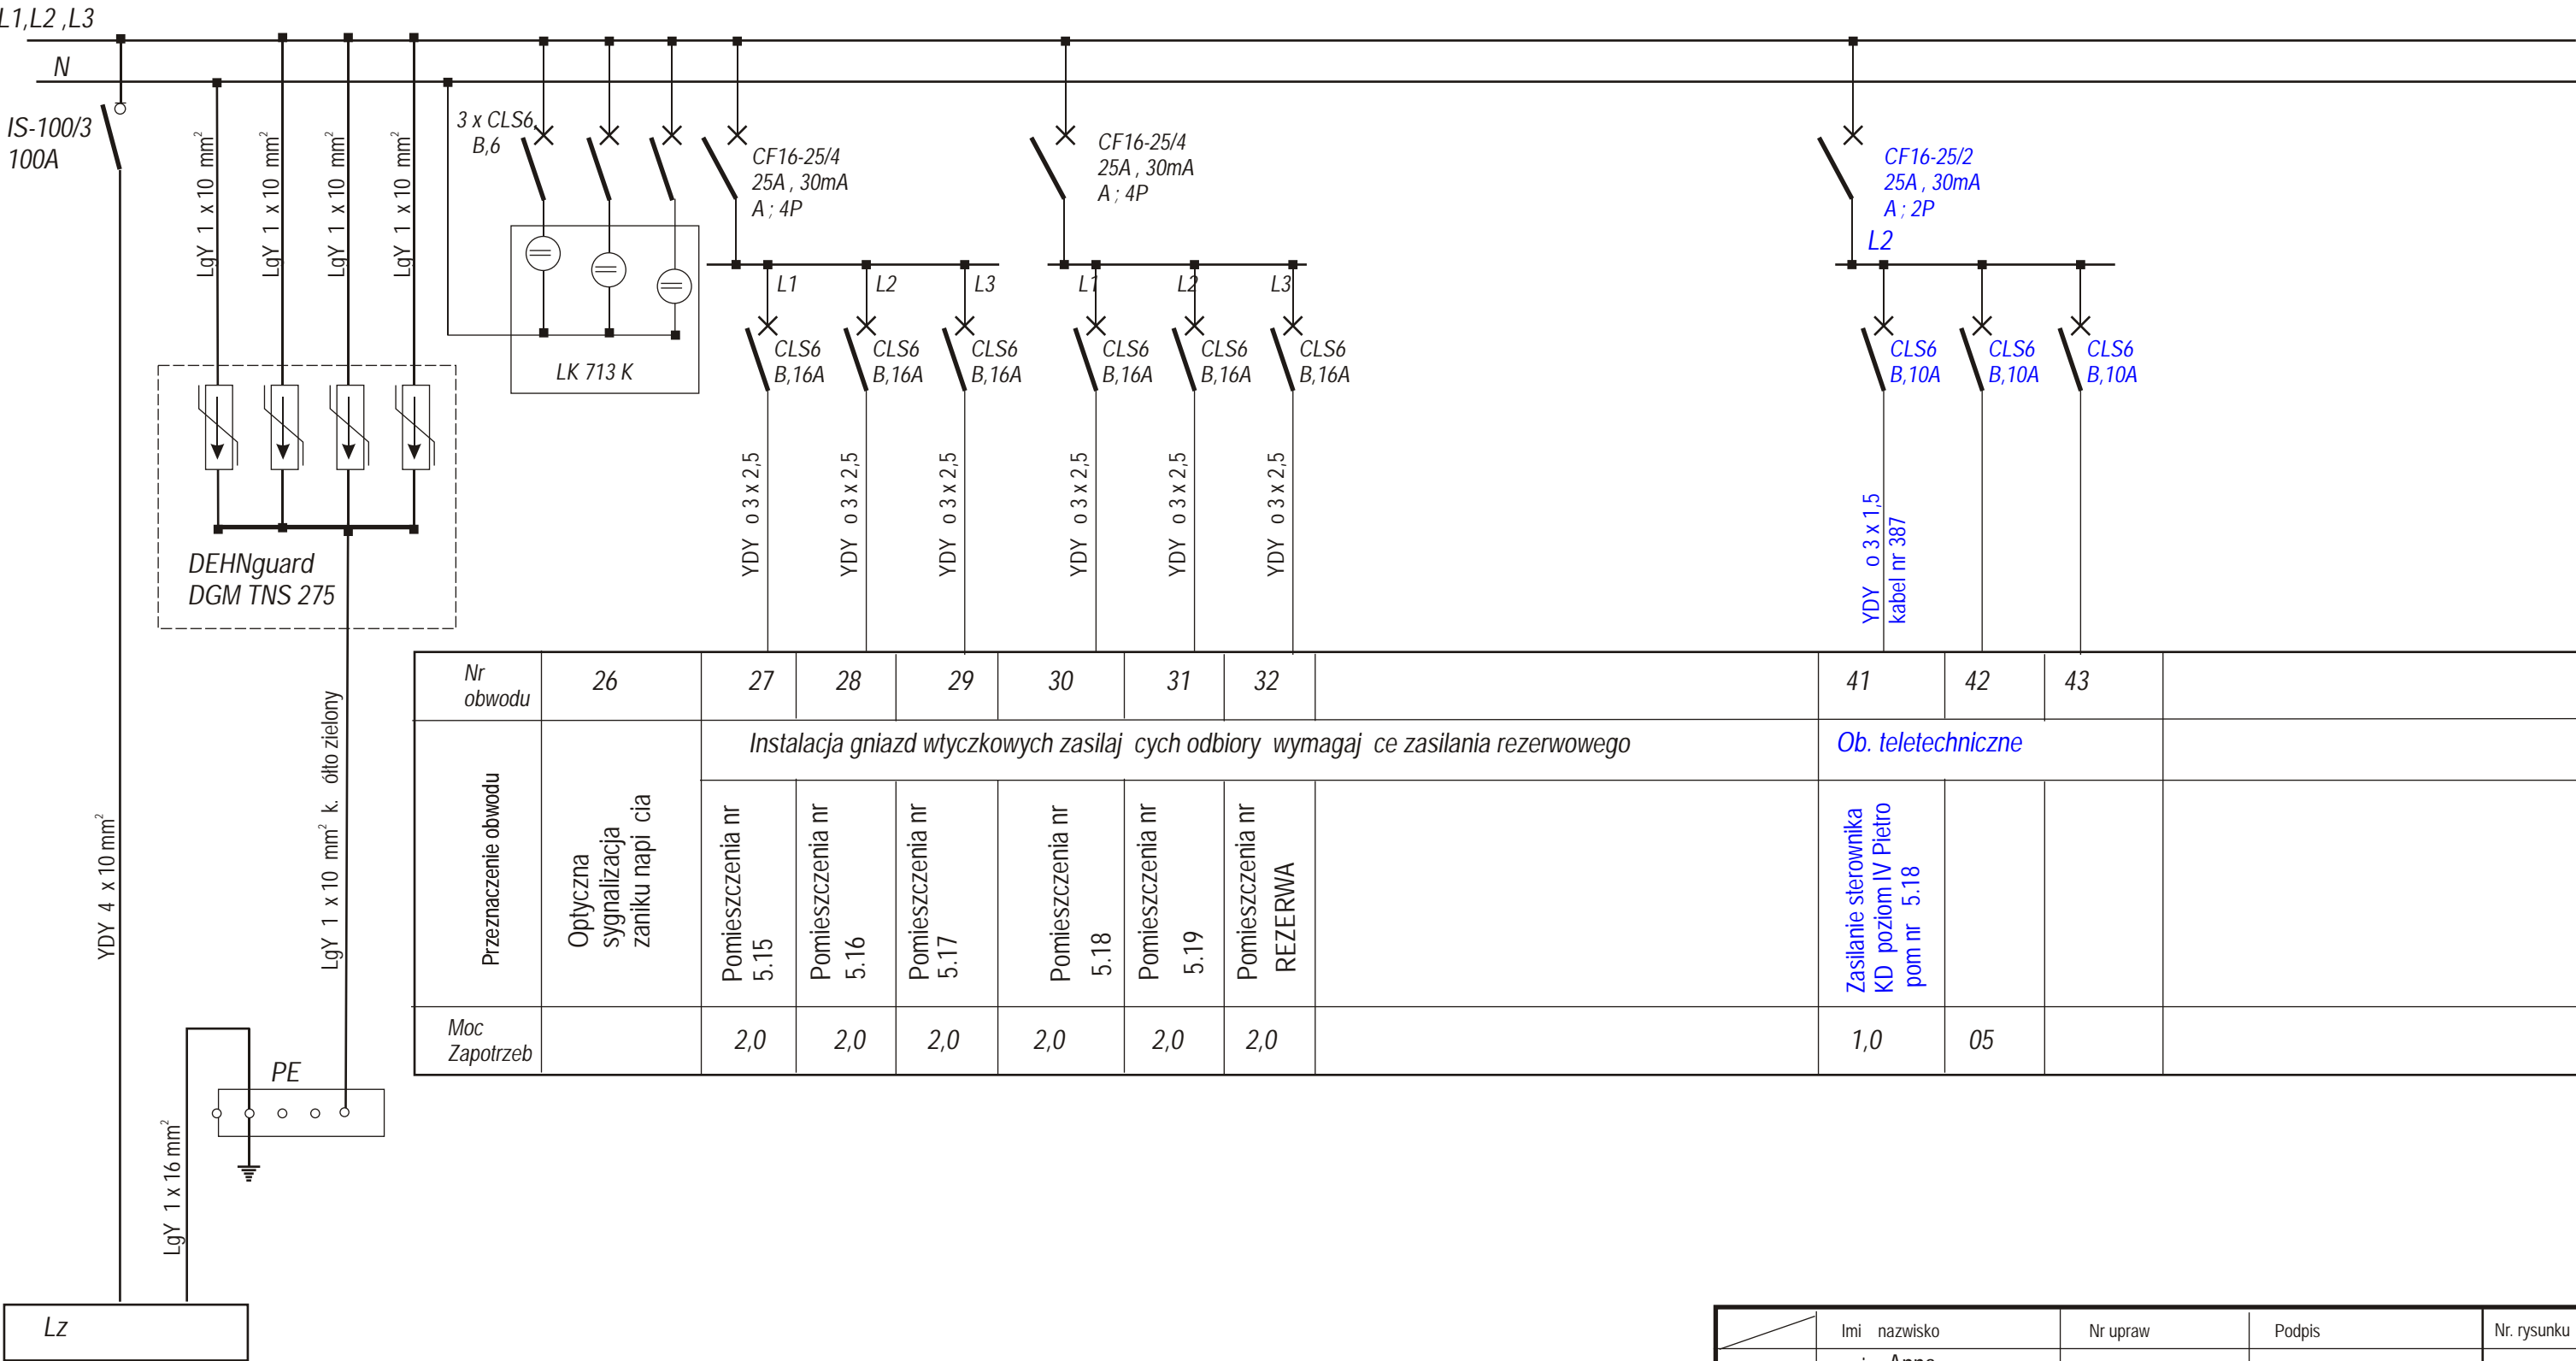 L1,L2 ,L3
N
IS-100/3
100A
LgY 1 x 10 mm²
LgY 1 x 10 mm²
LgY 1 x 10 mm²
LgY 1 x 10 mm²
3 x CLS6,
B,6
CF16-25/4
25A , 30mA
A ; 4P
CF16-25/4
25A , 30mA
A ; 4P
CF16-25/2
25A , 30mA
A ; 2P
L2
L1
L2
L3
L1
L2
L3
LK 713 K
CLS6
B,16A
CLS6
B,16A
CLS6
B,16A
CLS6
B,16A
CLS6
B,16A
CLS6
B,16A
CLS6
B,10A
CLS6
B,10A
CLS6
B,10A
DEHNguard
DGM TNS 275
YDY o 3 x 2,5
YDY o 3 x 2,5
YDY o 3 x 2,5
YDY o 3 x 2,5
YDY o 3 x 2,5
YDY o 3 x 2,5
YDY o 3 x 1,5
kabel nr 387
Nr
obwodu
26
27
28
29
30
31
32
41
42
43
Przeznaczenie obwodu
Optyczna
sygnalizacja
zaniku napi cia
Instalacja gniazd wtyczkowych zasilaj cych odbiory wymagaj ce zasilania rezerwowego
Ob. teletechniczne
Pomieszczenia nr
5.15
Pomieszczenia nr
5.16
Pomieszczenia nr
5.17
Pomieszczenia nr
5.18
Pomieszczenia nr
5.19
Pomieszczenia nr
REZERWA
Zasilanie sterownika
KD poziom IV Pietro
pom nr 5.18
Moc
Zapotrzeb
2,0
2,0
2,0
2,0
2,0
2,0
1,0
05
YDY 4 x 10 mm²
LgY 1 x 10 mm² k. ółto zielony
PE
LgY 1 x 16 mm²
Lz
Imi nazwisko
Nr upraw
Podpis
Nr. rysunku